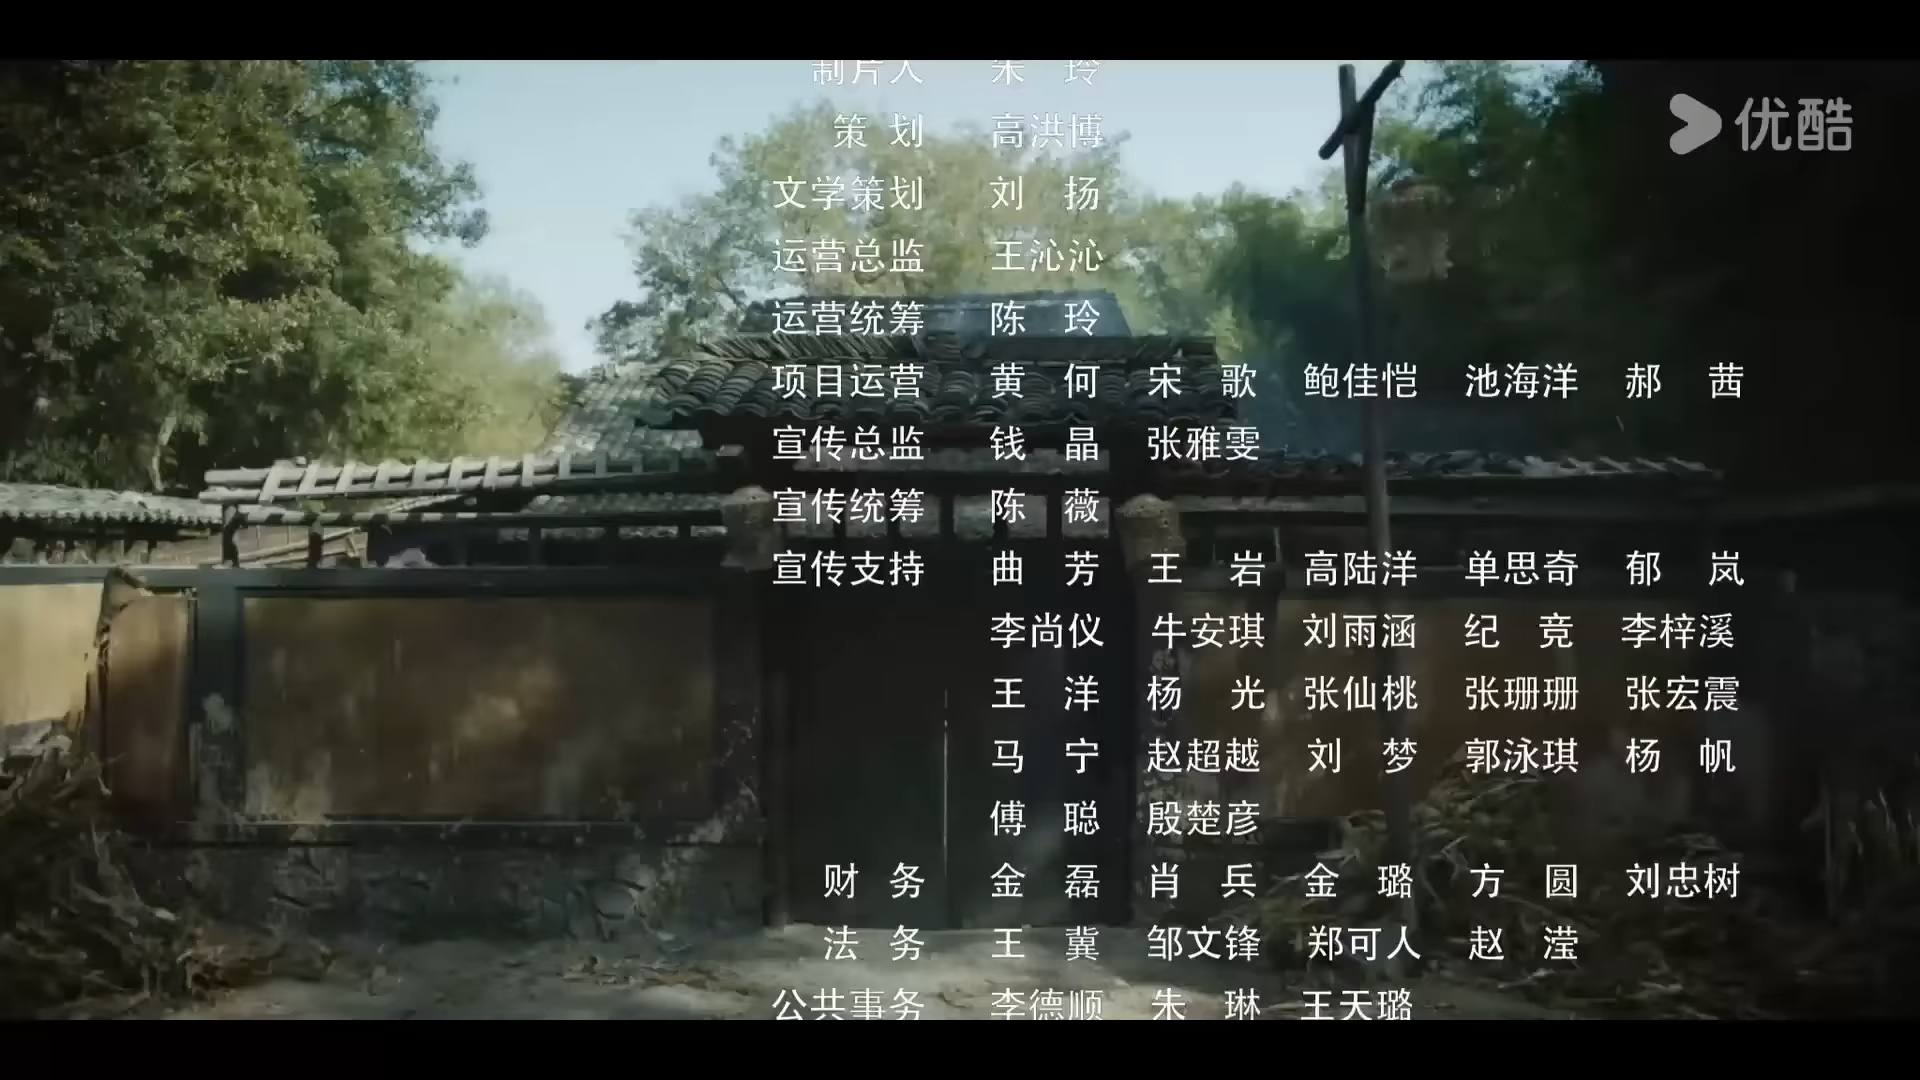 制片人 朱 玲
优酷
策 划 高洪博
文学策划 刘 扬
运营总监 王沁沁
运营统筹 陈 玲
项目运营 黄 何 宋 歌 鲍佳恺 池海洋 郝 茜
宣传总监 钱 晶 张雅雯
宣传统筹 陈 薇
宣传支持 曲 芳 王 岩 高陆洋 单思奇 郁 岚
李尚仪 牛安琪 刘雨涵 纪 竞 李梓溪
王 洋 杨 光 张仙桃 张珊珊 张宏震
马 宁 赵超越 刘 梦 郭泳琪 杨 帆
傅 聪 殷楚彦
财 务 金 磊 肖 兵 金 璐 方 圆 刘忠树
法 务 王 冀 邹文锋 郑可人 赵 滢
公共事务 李德顺 朱 琳 王天璐